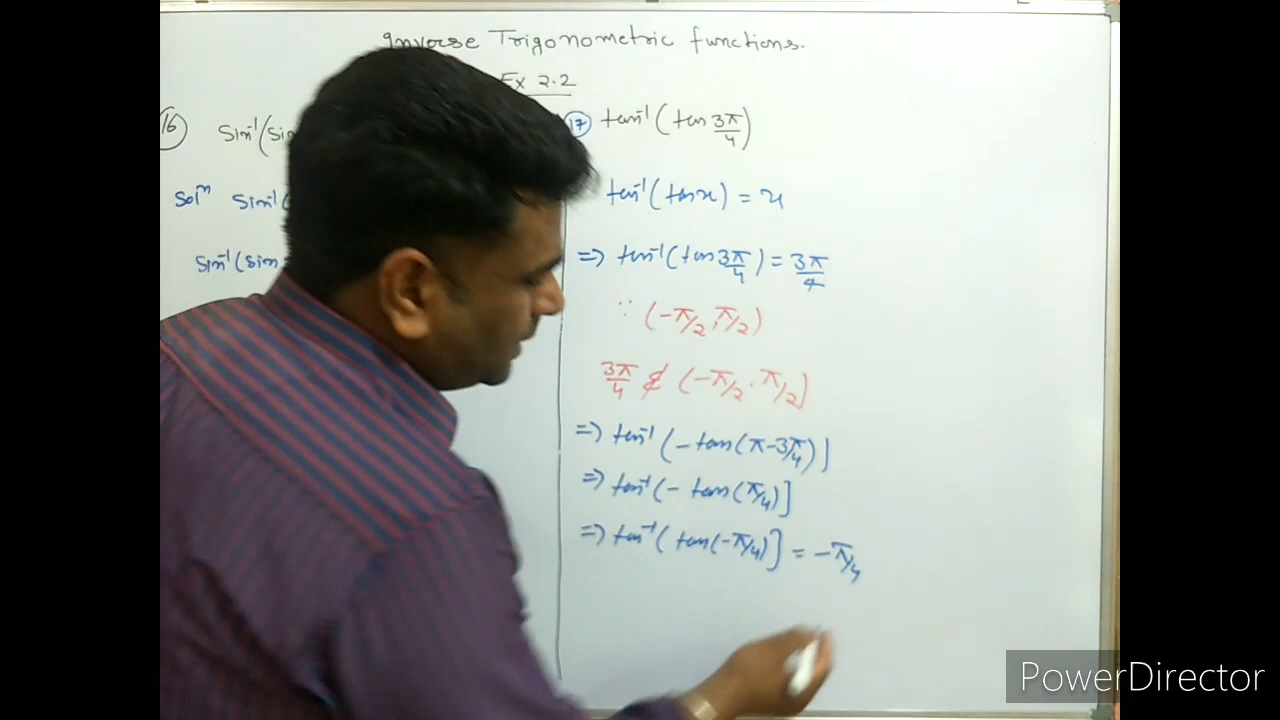 Inverse Trigonometric functions.
Ex 2.2
16 Sin⁻¹(Sin
Solⁿ Sin⁻¹(
Sin⁻¹(Sin
17 tan⁻¹(tan 3π/4)
tan⁻¹(tan x) = x
=> tan⁻¹(tan 3π/4) = 3π/4
∵ (-π/2, π/2)
3π/4 ∉ (-π/2, π/2)
=> tan⁻¹(-tan(π-3π/4)]
=> tan⁻¹(-tan(π/4)]
=> tan⁻¹(tan(-π/4)] = -π/4
PowerDirector